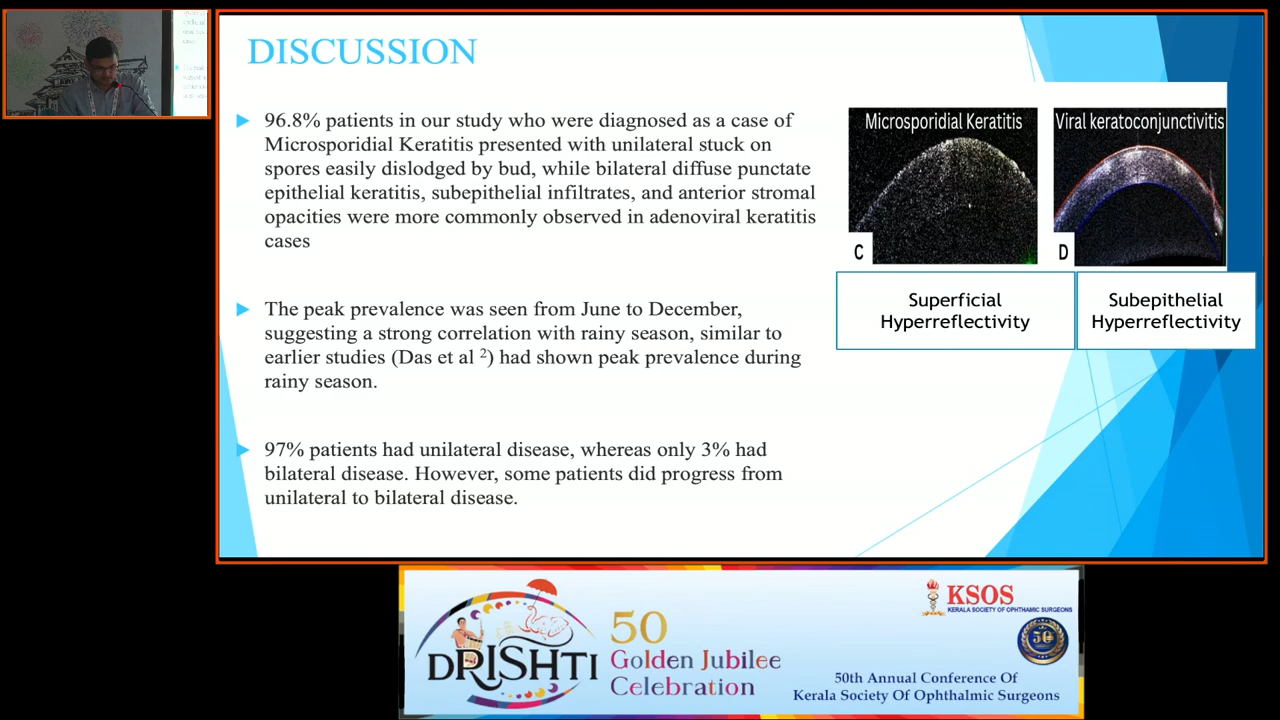 DISCUSSION
96.8% patients in our study who were diagnosed as a case of
Microsporidial Keratitis presented with unilateral stuck on
spores easily dislodged by bud, while bilateral diffuse punctate
epithelial keratitis, subepithelial infiltrates, and anterior stromal
opacities were more commonly observed in adenoviral keratitis
cases
The peak prevalence was seen from June to December,
suggesting a strong correlation with rainy season, similar to
earlier studies (Das et al ²) had shown peak prevalence during
rainy season.
97% patients had unilateral disease, whereas only 3% had
bilateral disease. However, some patients did progress from
unilateral to bilateral disease.
Microsporidial Keratitis
C
Viral keratoconjunctivitis
D
Superficial
Hyperreflectivity
Subepithelial
Hyperreflectivity
DRISHTI
50
Golden Jubilee
Celebration
KSOS
KERALA SOCIETY OF OPHTHAMIC SURGEONS
50
50th Annual Conference Of
Kerala Society Of Ophthalmic Surgeons